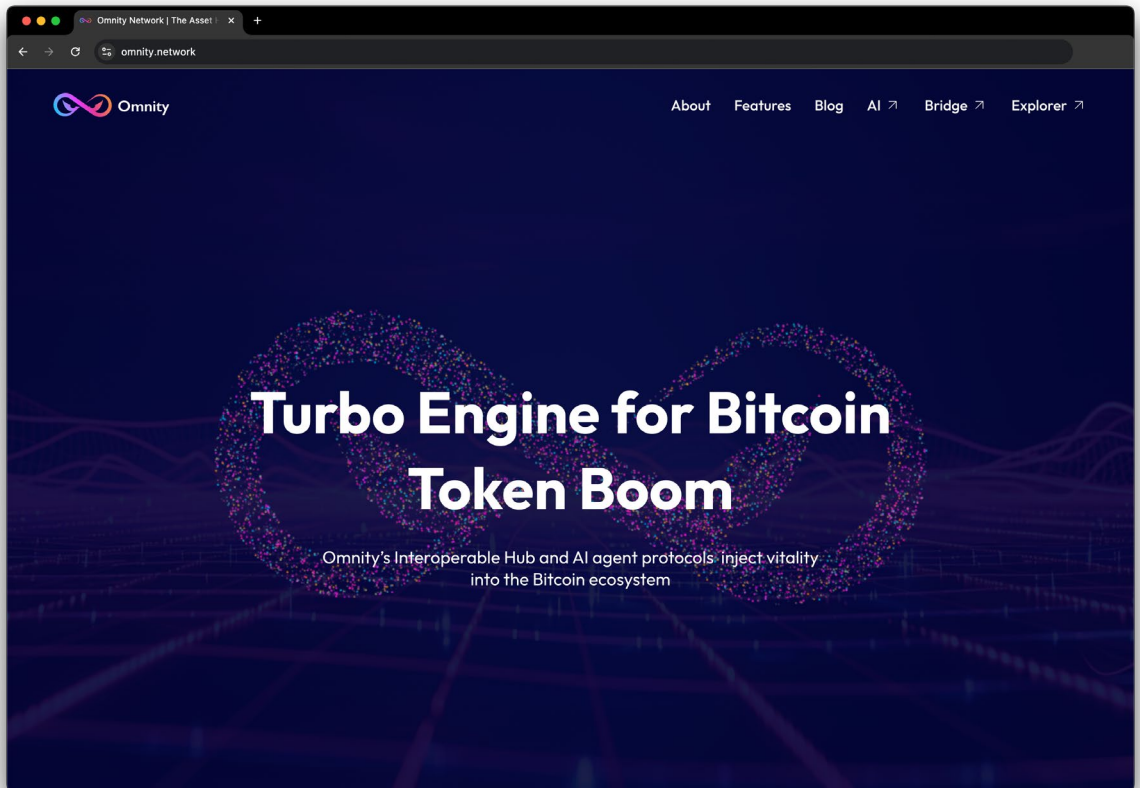 Omnity Network | The Asset
omnity.network
Omnity
About Features Blog AI Bridge Explorer
Turbo Engine for Bitcoin
Token Boom
Omnity's Interoperable Hub and AI agent protocols inject vitality
into the Bitcoin ecosystem